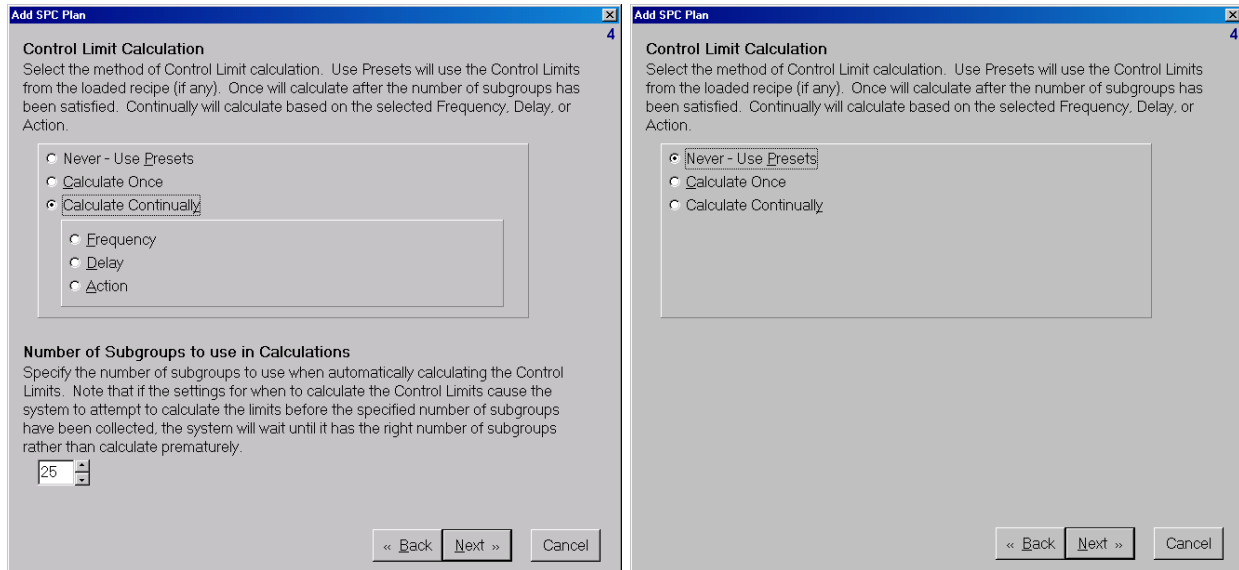 Add SPC Plan
4
Control Limit Calculation
Select the method of Control Limit calculation.  Use Presets will use the Control Limits
from the loaded recipe (if any).  Once will calculate after the number of subgroups has
been satisfied.  Continually will calculate based on the selected Frequency, Delay, or
Action.
Never - Use Presets
Calculate Once
Calculate Continually
Frequency
Delay
Action
Number of Subgroups to use in Calculations
Specify the number of subgroups to use when automatically calculating the Control
Limits.  Note that if the settings for when to calculate the Control Limits cause the
system to attempt to calculate the limits before the specified number of subgroups
have been collected, the system will wait until it has the right number of subgroups
rather than calculate prematurely.
25
« Back
Next »
Cancel
Add SPC Plan
4
Control Limit Calculation
Select the method of Control Limit calculation.  Use Presets will use the Control Limits
from the loaded recipe (if any).  Once will calculate after the number of subgroups has
been satisfied.  Continually will calculate based on the selected Frequency, Delay, or
Action.
Never - Use Presets
Calculate Once
Calculate Continually
« Back
Next »
Cancel